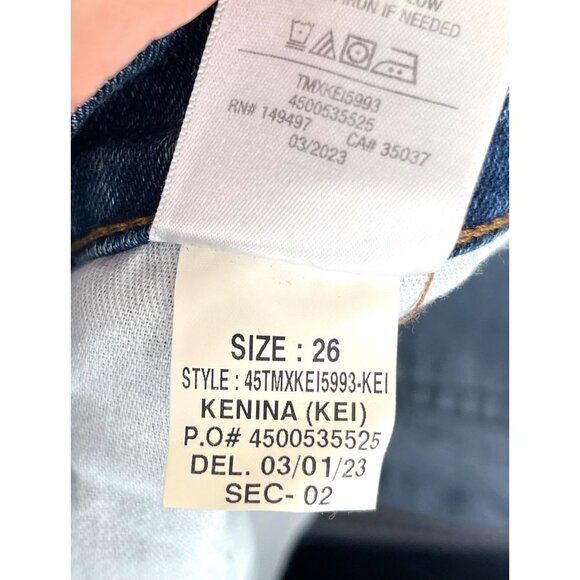 LOW
IRON IF NEEDED
TMXKEI5993
4500535525
RN# 149497 CA# 35037
03/2023
SIZE : 26
STYLE : 45TMXKEI5993-KEI
KENINA (KEI)
P.O# 4500535525
DEL. 03/01/23
SEC- 02